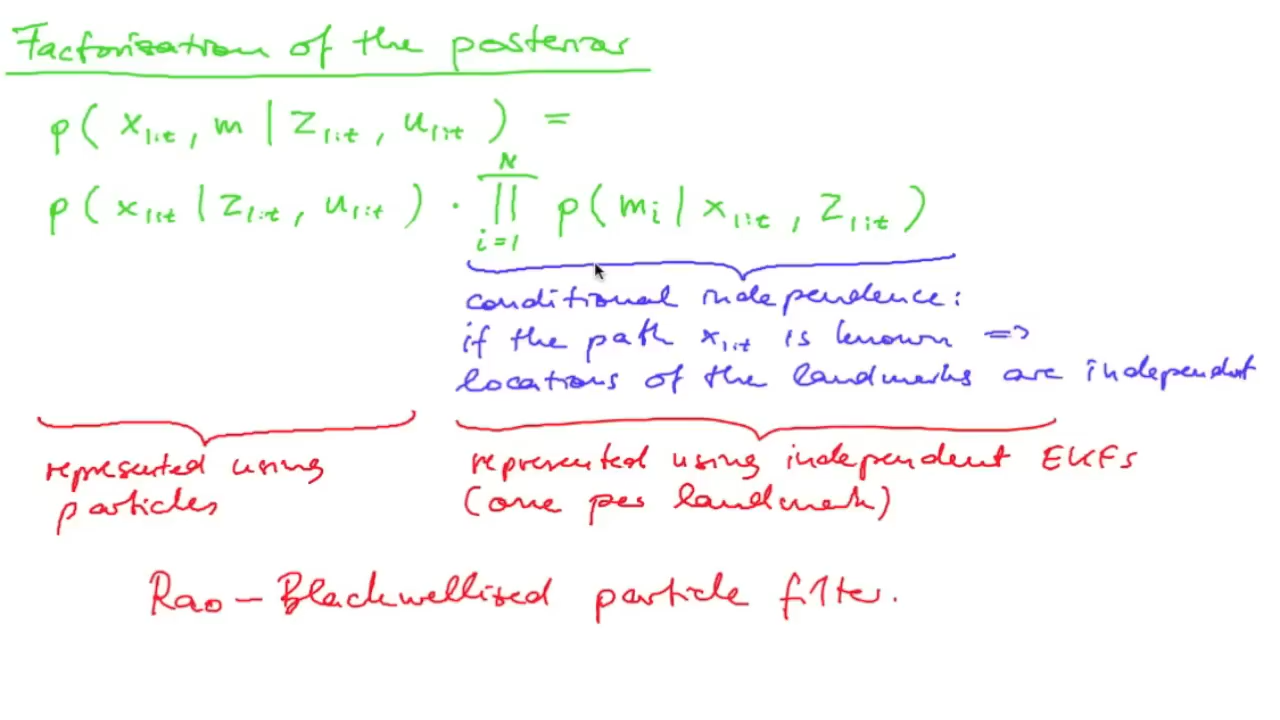 Factorisation of the posterior
p( x₁:t , m | z₁:t , u₁:t ) =
p( x₁:t | z₁:t , u₁:t ) · ∏ᵢ₌₁ᴺ p( mᵢ | x₁:t , z₁:t )
conditional independence:
if the path x₁:t is known =>
locations of the landmarks are independent
represented using
particles
represented using independent EKFs
(one per landmark)
Rao-Blackwellized particle filter.